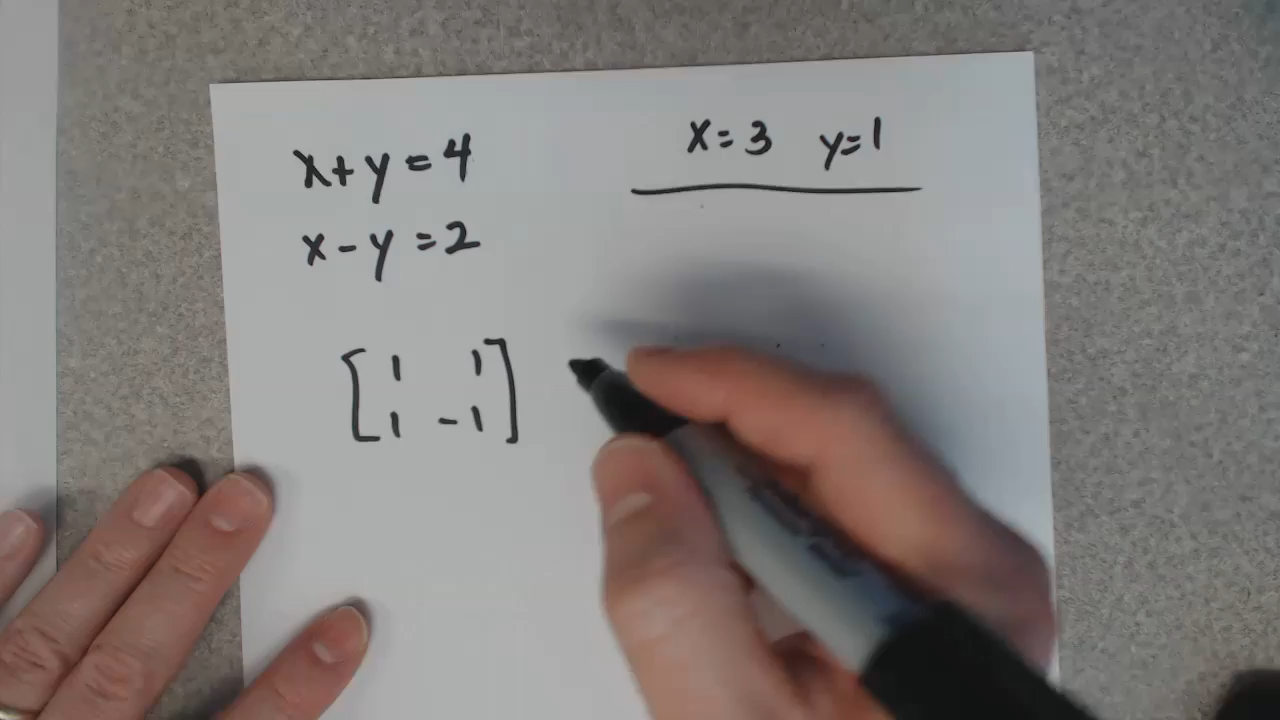 x+y=4
x-y=2
x=3 y=1
[1 1
1 -1]